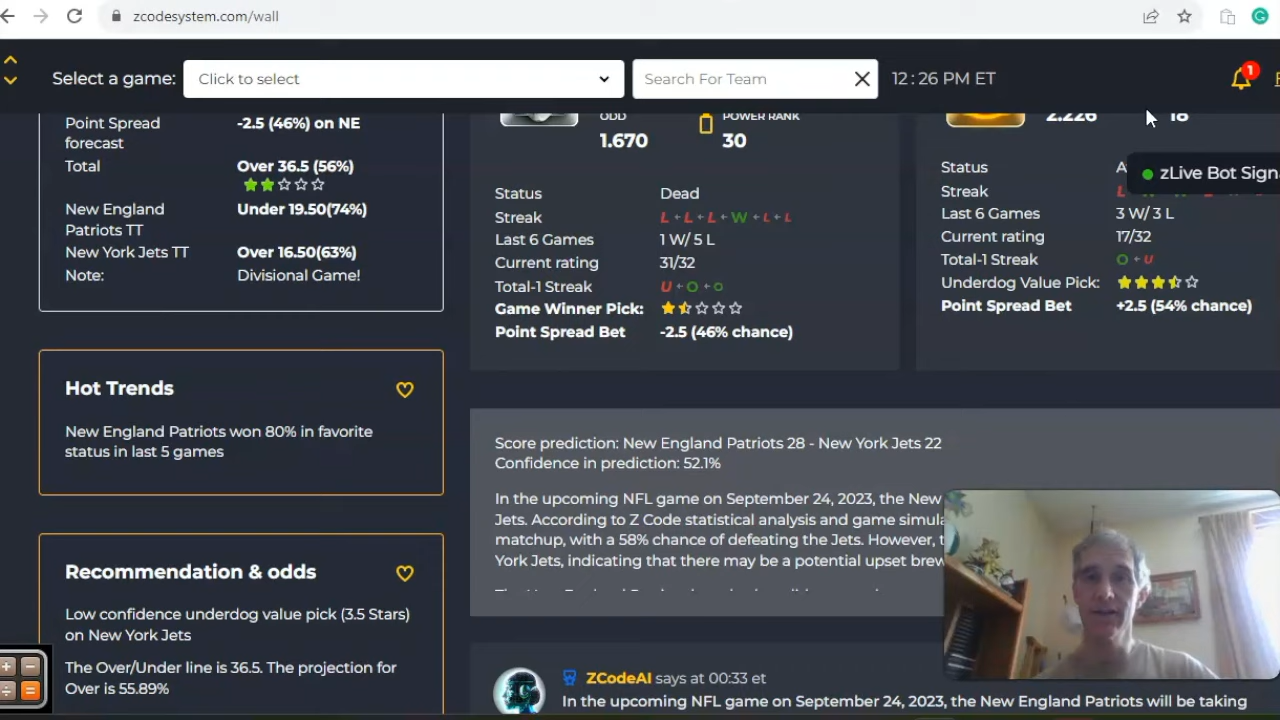 zcodesystem.com/wall
Select a game:
Click to select
Search For Team
12:26 PM ET
1
Point Spread
forecast
-2.5 (46%) on NE
Total
Over 36.5 (56%)
New England
Patriots TT
Under 19.50(74%)
New York Jets TT
Over 16.50(63%)
Note:
Divisional Game!
Hot Trends
New England Patriots won 80% in favorite
status in last 5 games
Recommendation & odds
Low confidence underdog value pick (3.5 Stars)
on New York Jets
The Over/Under line is 36.5. The projection for
Over is 55.89%
ODD
1.670
POWER RANK
30
Status
Dead
Streak
L L L W L L
Last 6 Games
1 W/ 5 L
Current rating
31/32
Total-1 Streak
U O O
Game Winner Pick:
Point Spread Bet
-2.5 (46% chance)
2.226
18
Status
zLive Bot Sign
Streak
Last 6 Games
3 W/ 3 L
Current rating
17/32
Total-1 Streak
O U
Underdog Value Pick:
Point Spread Bet
+2.5 (54% chance)
Score prediction: New England Patriots 28 - New York Jets 22
Confidence in prediction: 52.1%
In the upcoming NFL game on September 24, 2023, the New
Jets. According to Z Code statistical analysis and game simula
matchup, with a 58% chance of defeating the Jets. However, t
York Jets, indicating that there may be a potential upset brew
ZCodeAI says at 00:33 et
In the upcoming NFL game on September 24, 2023, the New England Patriots will be taking